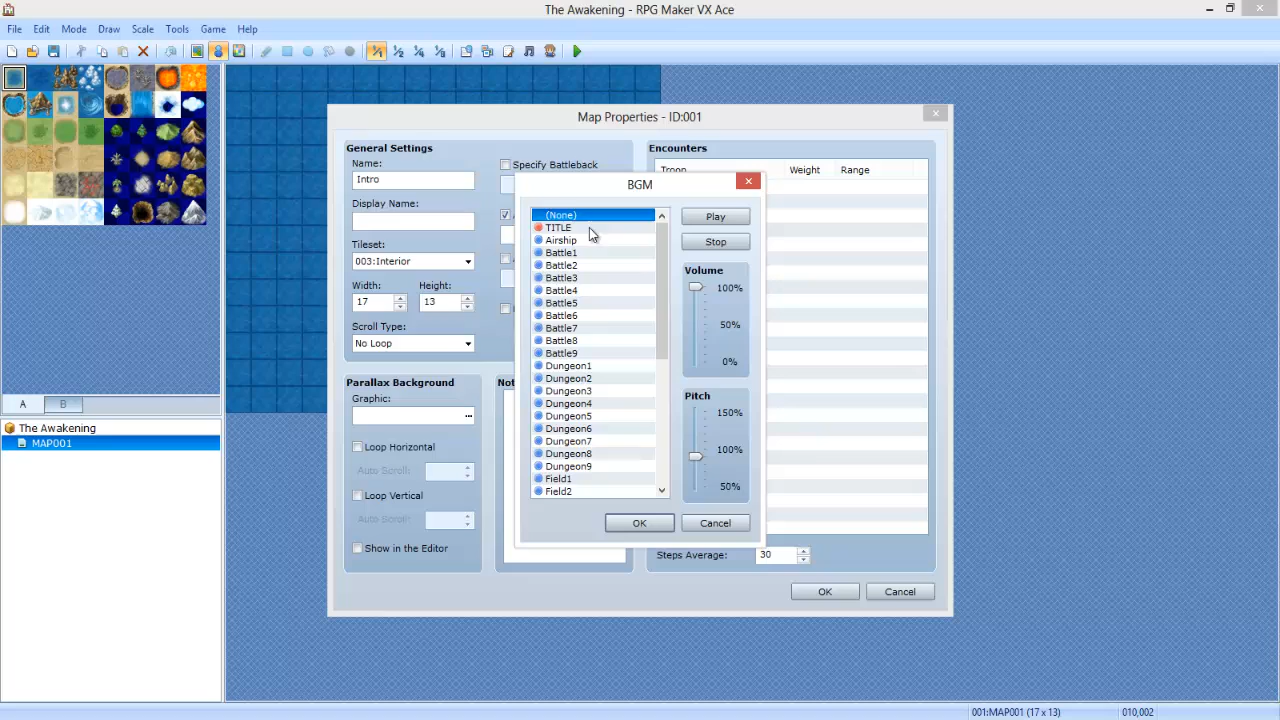 The Awakening - RPG Maker VX Ace
File Edit Mode Draw Scale Tools Game Help
Map Properties - ID:001
General Settings
Name:
Intro
Display Name:
Tileset:
003:Interior
Width: Height:
17 13
Scroll Type:
No Loop
Specify Battleback
Parallax Background
Graphic:
Loop Horizontal
Auto Scroll:
Loop Vertical
Auto Scroll:
Show in the Editor
Encounters
Troop Weight Range
Steps Average: 30
OK Cancel
BGM
(None)
TITLE
Airship
Battle1
Battle2
Battle3
Battle4
Battle5
Battle6
Battle7
Battle8
Battle9
Dungeon1
Dungeon2
Dungeon3
Dungeon4
Dungeon5
Dungeon6
Dungeon7
Dungeon8
Dungeon9
Field1
Field2
Play
Stop
Volume
100%
50%
0%
Pitch
150%
100%
50%
OK Cancel
A B
The Awakening
MAP001
001:MAP001 (17 x 13) 010,002